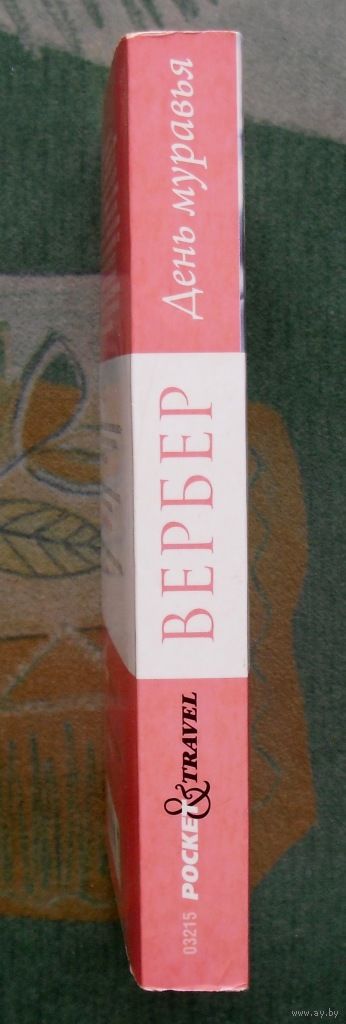 День муравья
ВЕРБЕР
POCKET & TRAVEL
03215
www.ay.by